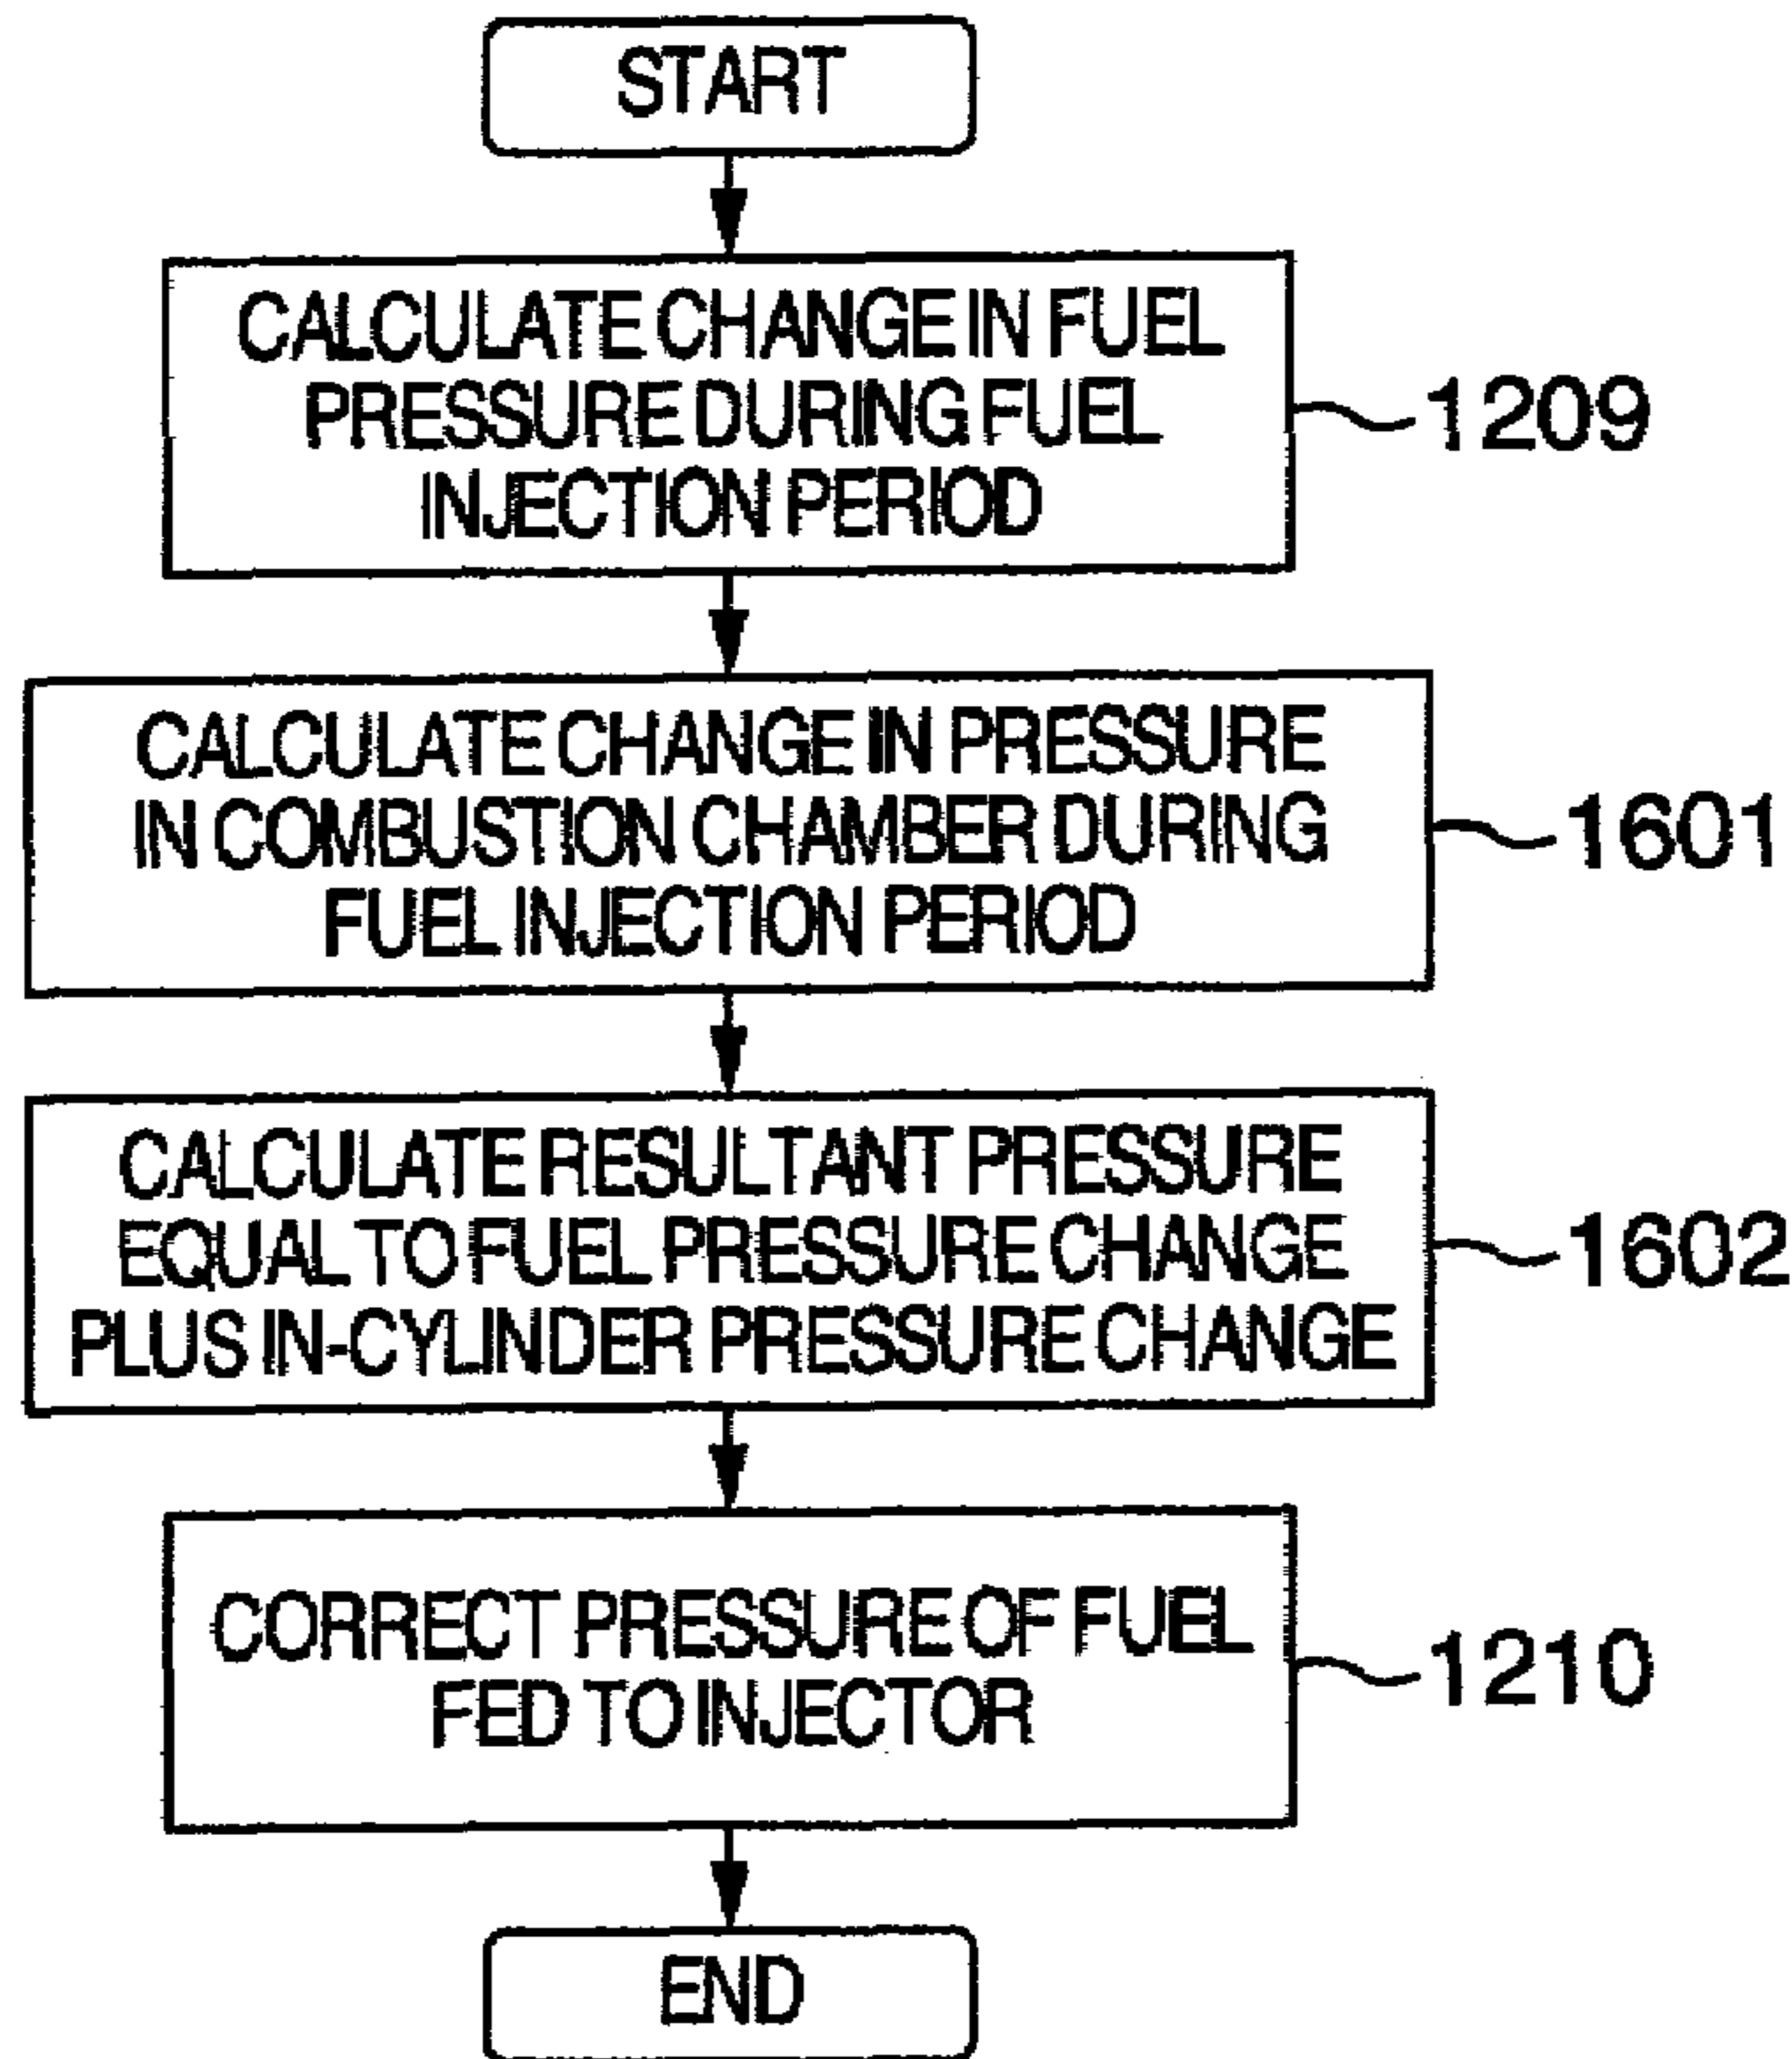 START
CALCULATE CHANGE IN FUEL
PRESSURE DURING FUEL
INJECTION PERIOD
1209
CALCULATE CHANGE IN PRESSURE
IN COMBUSTION CHAMBER DURING
FUEL INJECTION PERIOD
1601
CALCULATE RESULTANT PRESSURE
EQUAL TO FUEL PRESSURE CHANGE
PLUS IN-CYLINDER PRESSURE CHANGE
1602
CORRECT PRESSURE OF FUEL
FED TO INJECTOR
1210
END